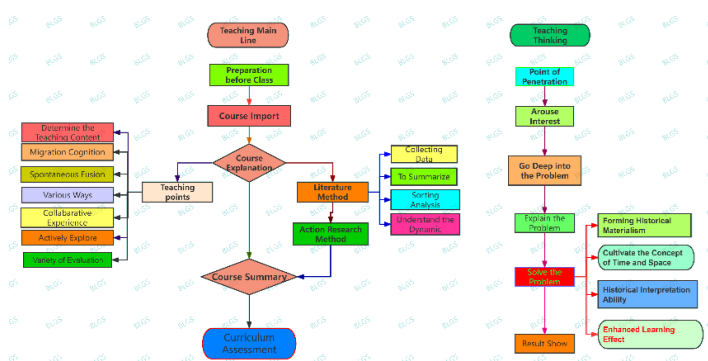 Teaching Main
Line
Preparation
before Class
Course Import
Course
Explanation
Determine the
Teaching Content
Migration Cognition
Spontaneous Fusion
Various Ways
Collabarative
Experience
Actively Explore
Variety of Evaluation
Teaching
points
Literature
Method
Action Research
Method
Collecting
Data
To Summarize
Sorting
Analysis
Understand the
Dynamic
Course Summary
Curriculum
Assessment
Teaching
Thinking
Point of
Penetration
Arouse
Interest
Go Deep into
the Problem
Explain the
Problem
Solve the
Problem
Result Show
Forming Historical
Materialism
Cultivate the Concept
of Time and Space
Historical Interpretation
Ability
Enhanced Learning
Effect
BLGS